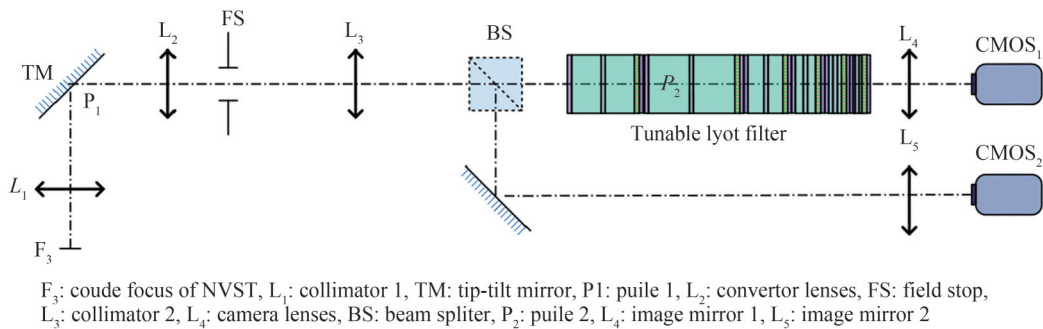 FS
L2
L3
BS
L4
CMOS1
TM
P1
P2
Tunable lyot filter
L5
CMOS2
L1
F3
F3: coude focus of NVST, L1: collimator 1, TM: tip-tilt mirror, P1: puile 1, L2: convertor lenses, FS: field stop,
L3: collimator 2, L4: camera lenses, BS: beam spliter, P2: puile 2, L4: image mirror 1, L5: image mirror 2